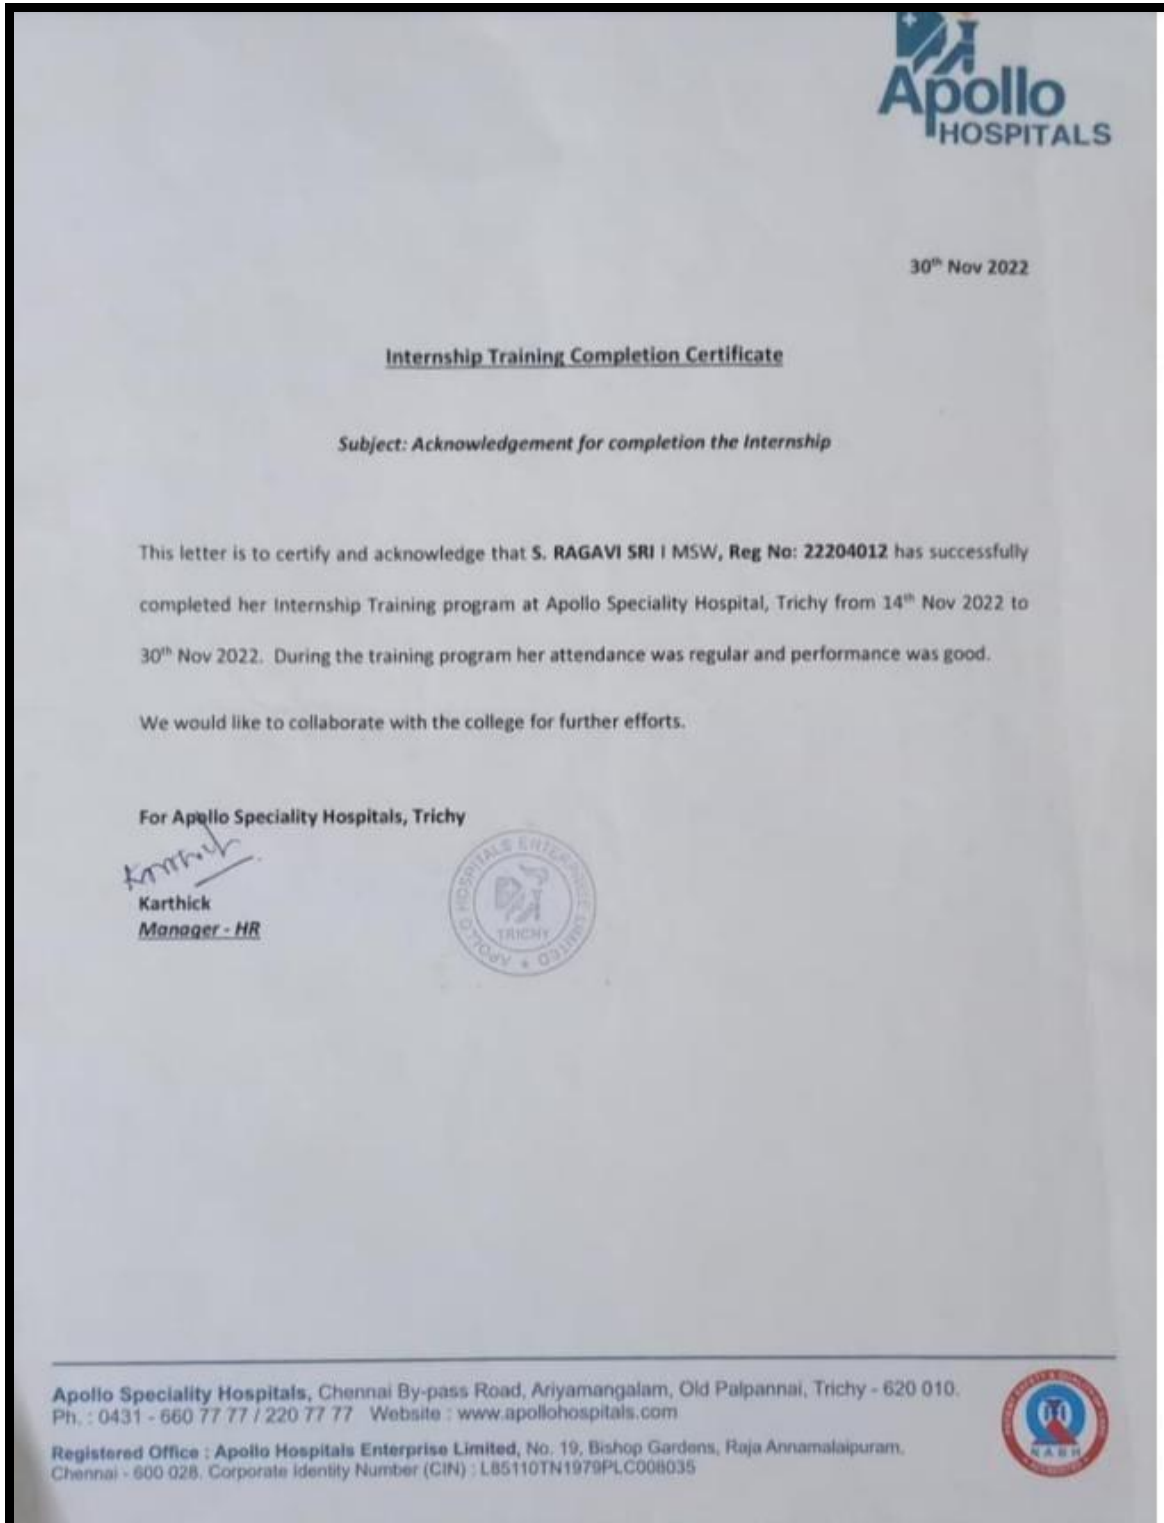 Apollo
HOSPITALS
30th Nov 2022
Internship Training Completion Certificate
Subject: Acknowledgement for completion the Internship
This letter is to certify and acknowledge that S. RAGAVI SRI I MSW, Reg No: 22204012 has successfully
completed her Internship Training program at Apollo Speciality Hospital, Trichy from 14th Nov 2022 to
30th Nov 2022. During the training program her attendance was regular and performance was good.
We would like to collaborate with the college for further efforts.
For Apollo Speciality Hospitals, Trichy
Karthick
Karthick
Manager - HR
APOLLO HOSPITALS ENTERPRISE LIMITED
TRICHY
Apollo Speciality Hospitals, Chennai By-pass Road, Ariyamangalam, Old Palpannai, Trichy - 620 010.
Ph. : 0431 - 660 77 77 / 220 77 77 Website : www.apollohospitals.com
Registered Office : Apollo Hospitals Enterprise Limited, No. 19, Bishop Gardens, Raja Annamalaipuram,
Chennai - 600 028. Corporate Identity Number (CIN) : L85110TN1979PLC008035
NABH